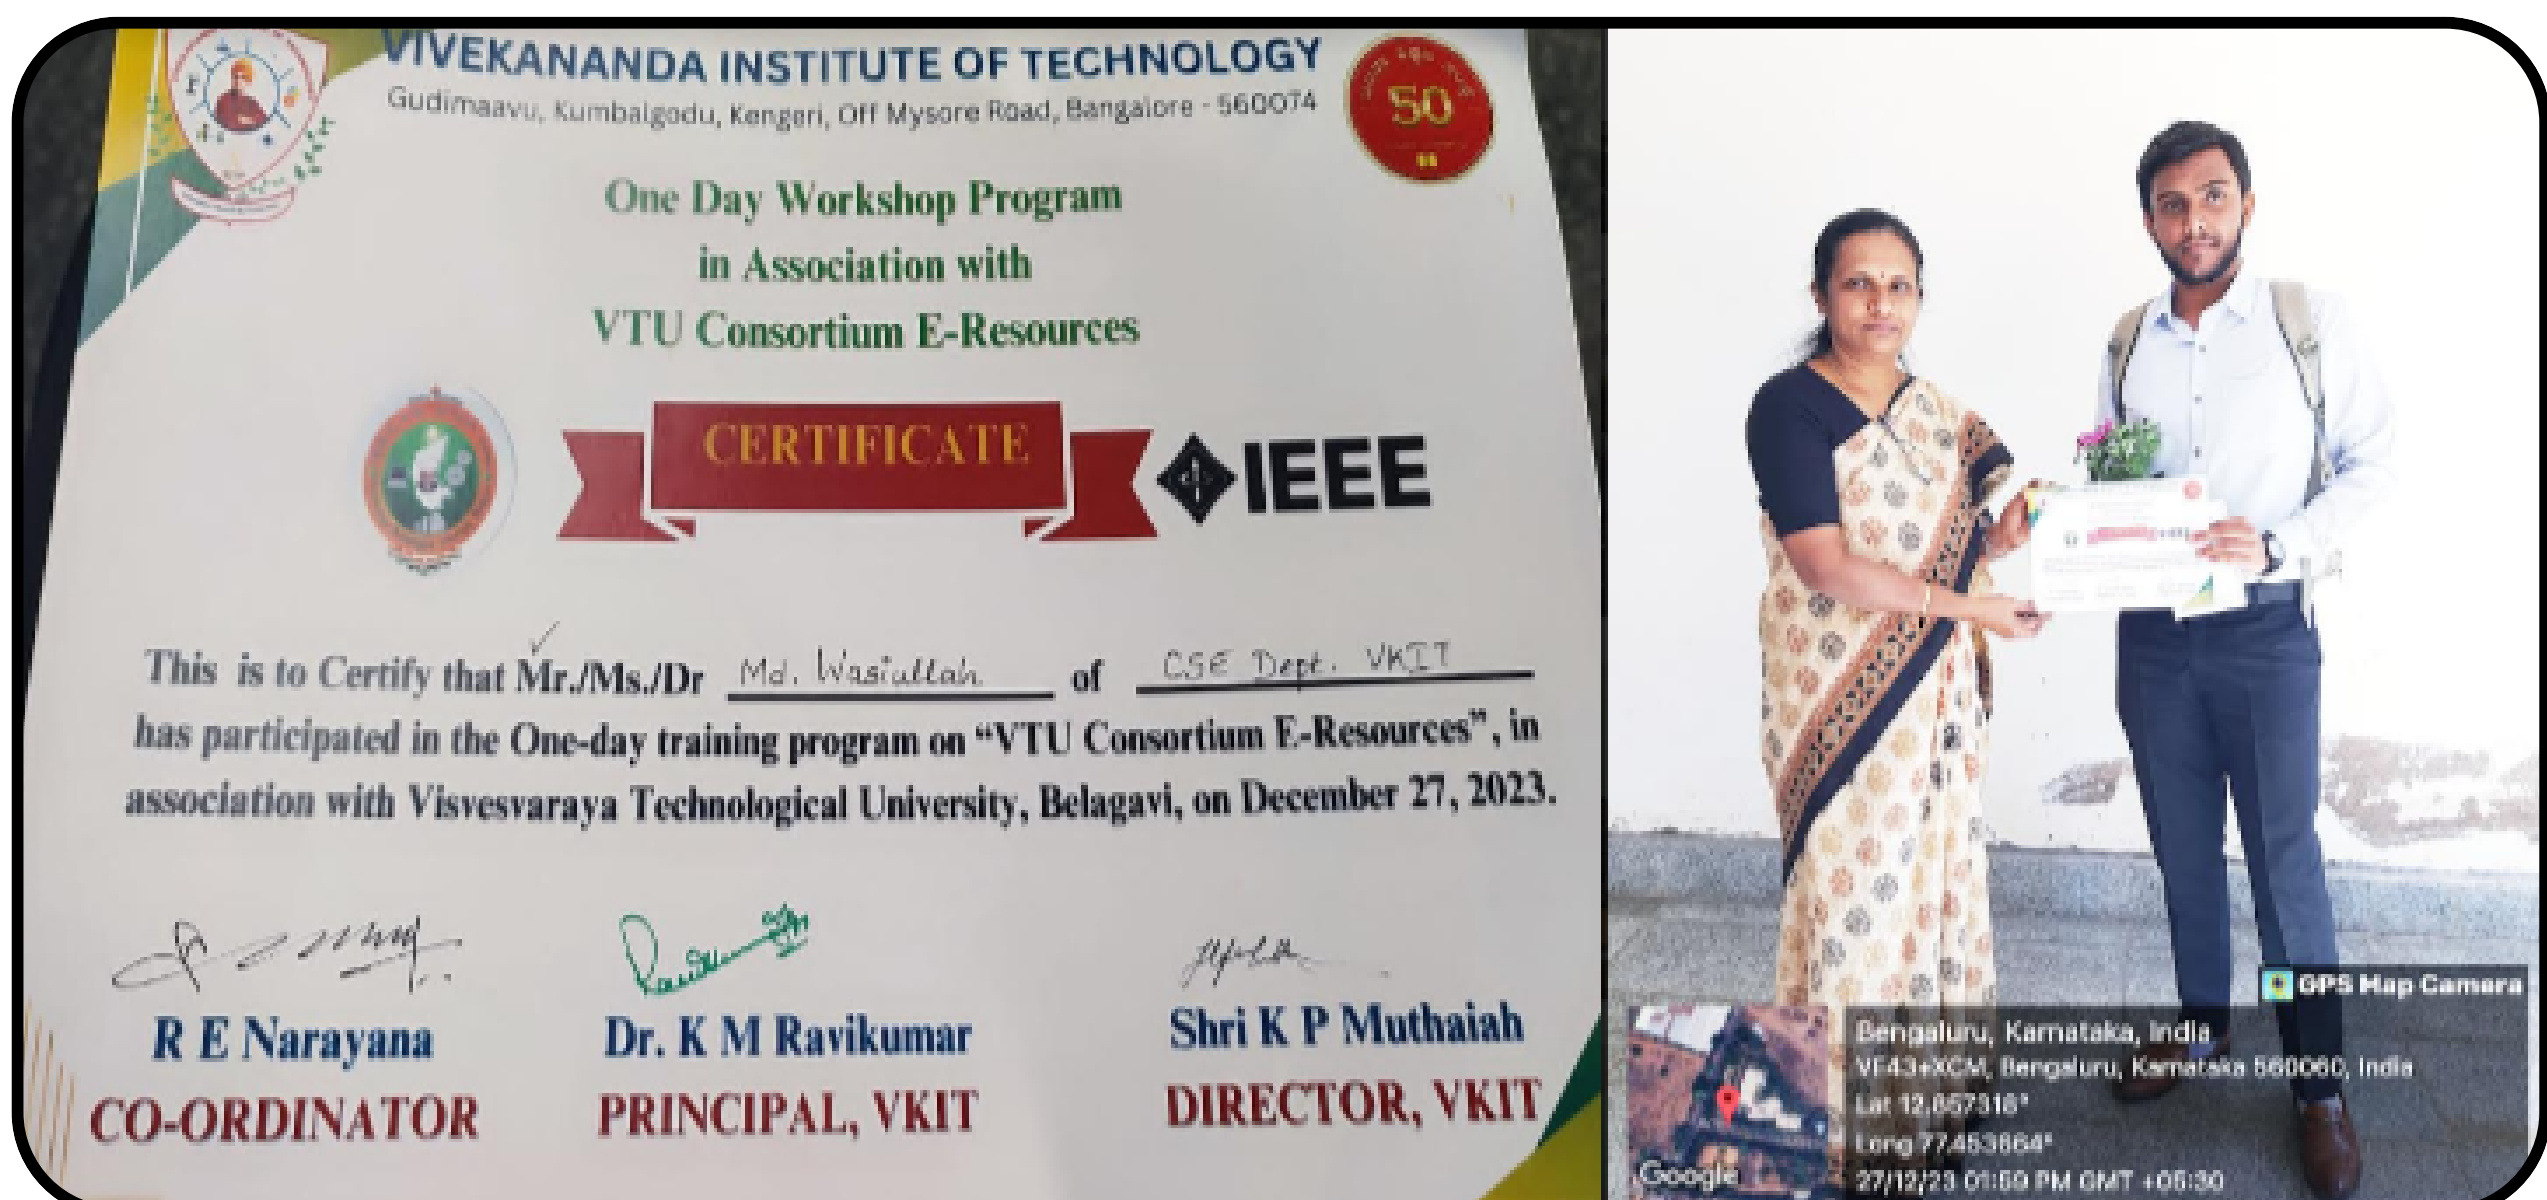 VIVEKANANDA INSTITUTE OF TECHNOLOGY
Gudimaavu, Kumbalgodu, Kengeri, Off Mysore Road, Bangalore - 560074
50
One Day Workshop Program
in Association with
VTU Consortium E-Resources
CERTIFICATE
IEEE
This is to Certify that Mr./Ms./Dr Md. Wasiullah of CSE Dept. VKIT
has participated in the One-day training program on “VTU Consortium E-Resources”, in
association with Visvesvaraya Technological University, Belagavi, on December 27, 2023.
R E Narayana
CO-ORDINATOR
Dr. K M Ravikumar
PRINCIPAL, VKIT
Shri K P Muthaiah
DIRECTOR, VKIT
GPS Map Camera
Bengaluru, Karnataka, India
VF43+XCM, Bengaluru, Karnataka 560060, India
Lat 12.857318°
Long 77.453864°
27/12/23 01:59 PM GMT +05:30
Google